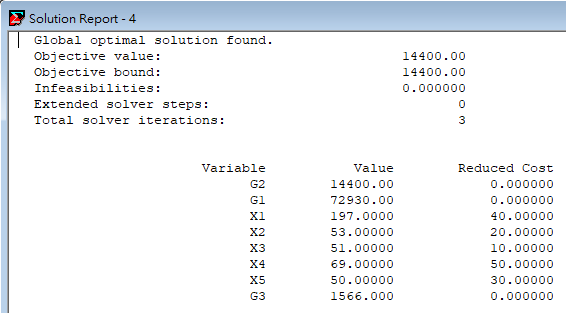 Solution Report - 4
Global optimal solution found.
Objective value: 14400.00
Objective bound: 14400.00
Infeasibilities: 0.000000
Extended solver steps: 0
Total solver iterations: 3
Variable Value Reduced Cost
G2 14400.00 0.000000
G1 72930.00 0.000000
X1 197.0000 40.00000
X2 53.00000 20.00000
X3 51.00000 10.00000
X4 69.00000 50.00000
X5 50.00000 30.00000
G3 1566.000 0.000000